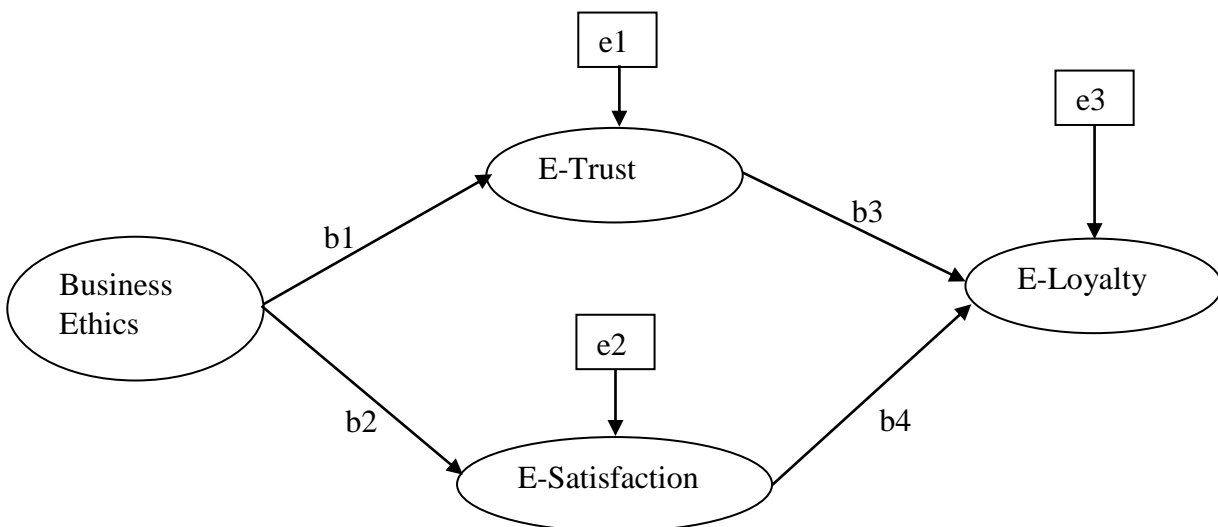 e1
e3
E-Trust
b3
b1
E-Loyalty
Business
Ethics
e2
b2
b4
E-Satisfaction